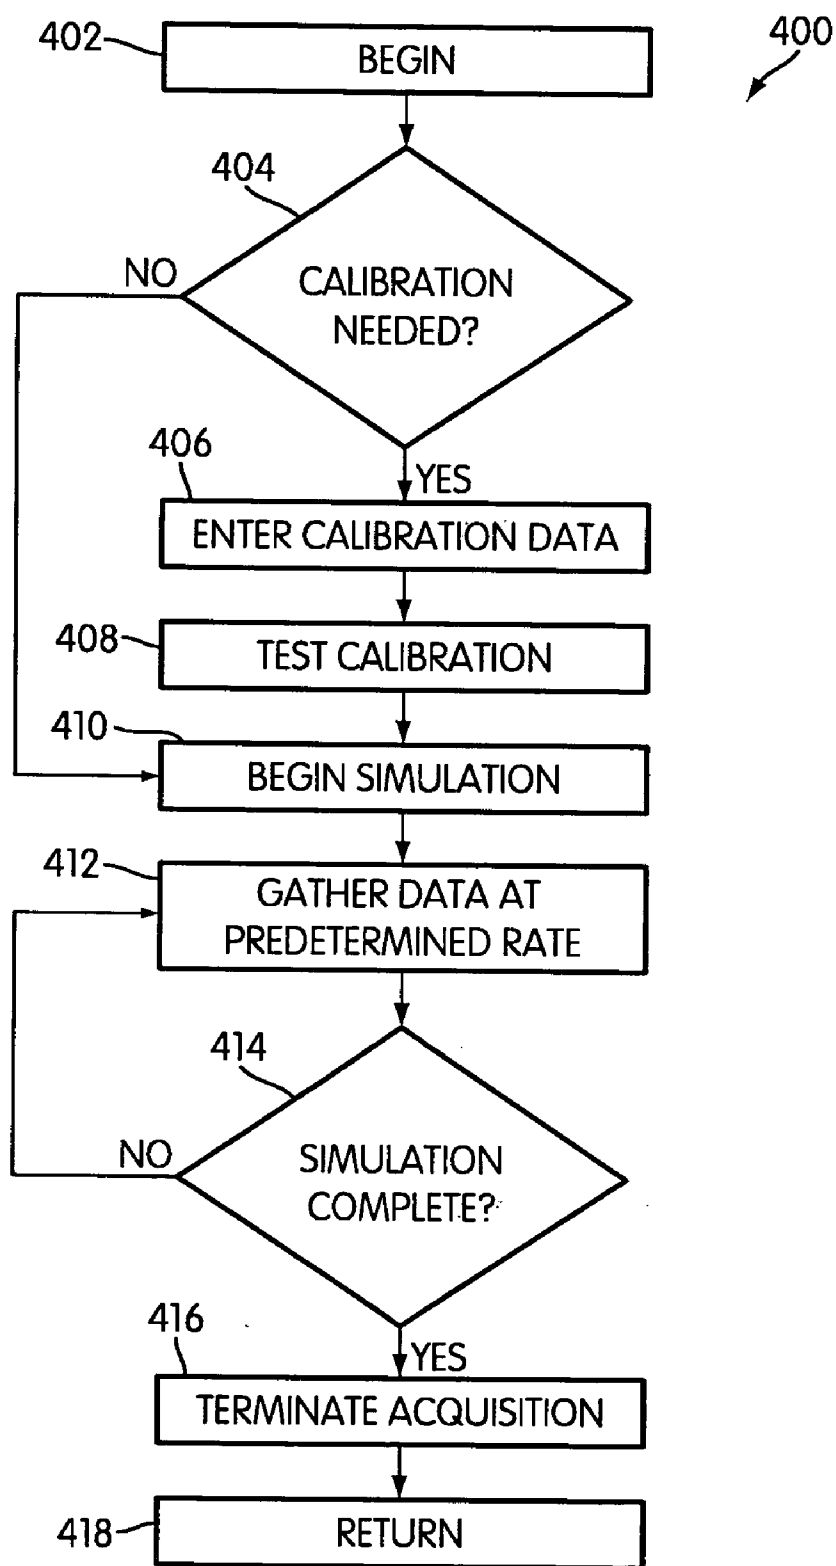 402
BEGIN
400
404
NO
CALIBRATION
NEEDED?
406
YES
ENTER CALIBRATION DATA
408
TEST CALIBRATION
410
BEGIN SIMULATION
412
GATHER DATA AT
PREDETERMINED RATE
414
NO
SIMULATION
COMPLETE?
416
YES
TERMINATE ACQUISITION
418
RETURN